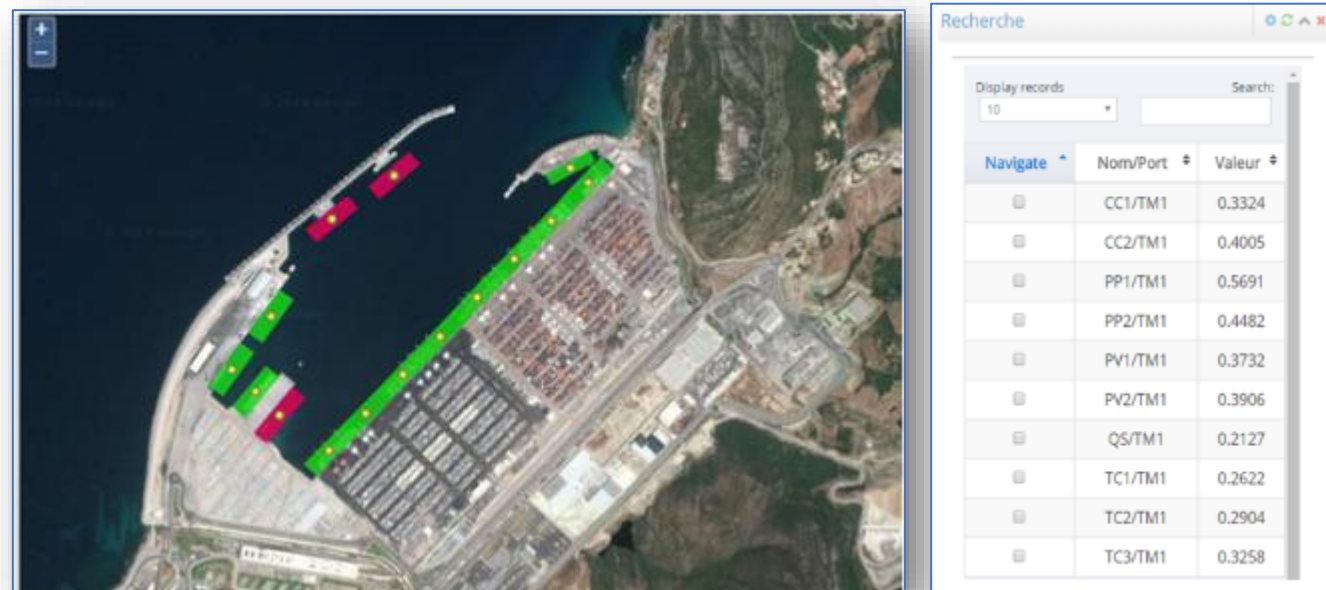 +
−
Recherche
Display records Search:
10
Navigate Nom/Port Valeur
CC1/TM1 0.3324
CC2/TM1 0.4005
PP1/TM1 0.5691
PP2/TM1 0.4482
PV1/TM1 0.3732
PV2/TM1 0.3906
QS/TM1 0.2127
TC1/TM1 0.2622
TC2/TM1 0.2904
TC3/TM1 0.3258